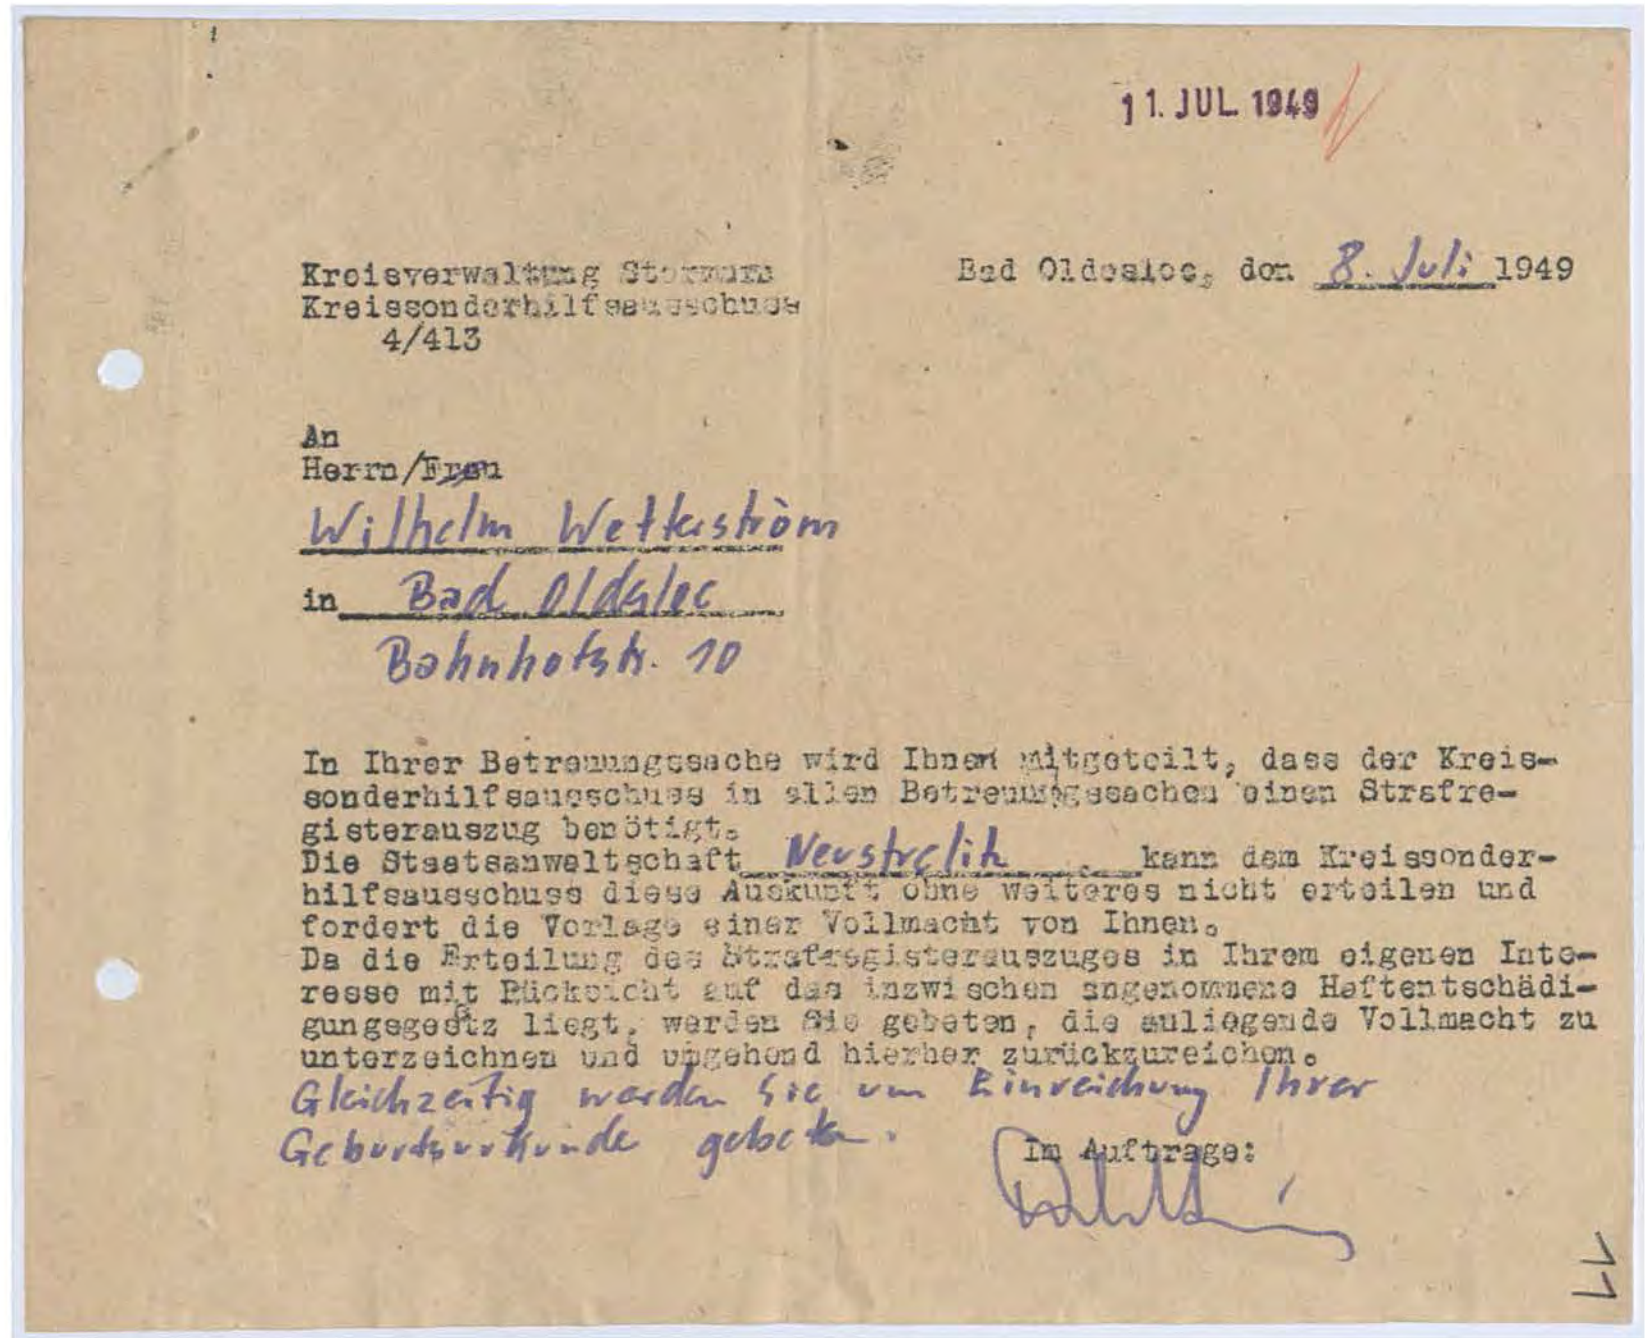 11. JUL 1949
Kreisverwaltung Stormarn
Bad Oldesloe, den 8. Juli 1949
Kreissonderhilfsausschuss
4/413
An
Herrn/Frau
Wilhelm Wetterström
in Bad Oldesloe
Bahnhofstr. 10
In Ihrer Betreuungssache wird Ihnen mitgeteilt, dass der Kreis-
sonderhilfsausschuss in allen Betreuungssachen einen Strafre-
gisterauszug benötigt.
Die Staatsanwaltschaft Neustrelitz kann dem Kreissonder-
hilfsausschuss diese Auskunft ohne weiteres nicht erteilen und
fordert die Vorlage einer Vollmacht von Ihnen.
Da die Erteilung des Strafregisterauszuges in Ihrem eigenen Inte-
resse mit Rücksicht auf das inzwischen angenommene Haftentschädi-
gungsgesetz liegt, werden Sie gebeten, die anliegende Vollmacht zu
unterzeichnen und umgehend hierher zurückzureichen.
Gleichzeitig werden Sie um Einreichung Ihrer
Geburtsurkunde gebeten.
Im Auftrage:
11